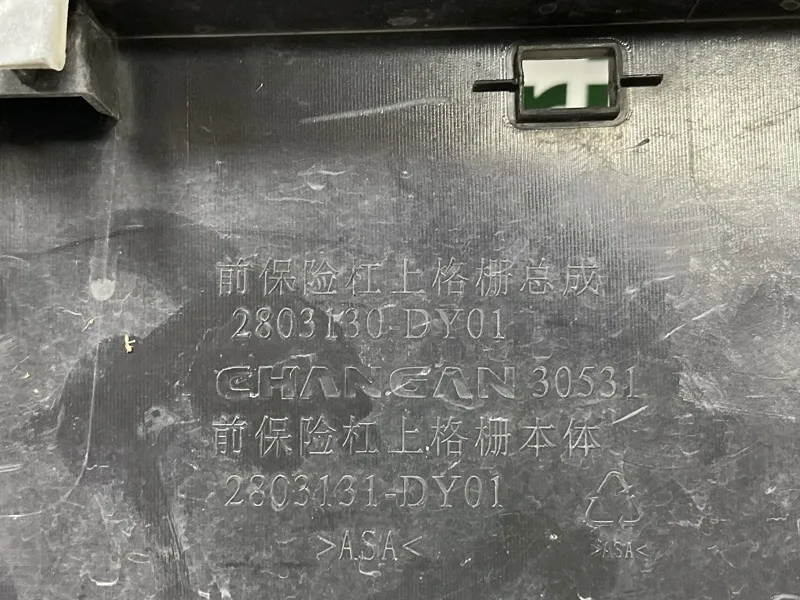 前保险杠上格栅总成
2803130-DY01
CHANGAN 30531
前保险杠上格栅本体
2803131-DY01
>ASA<
>ASA<